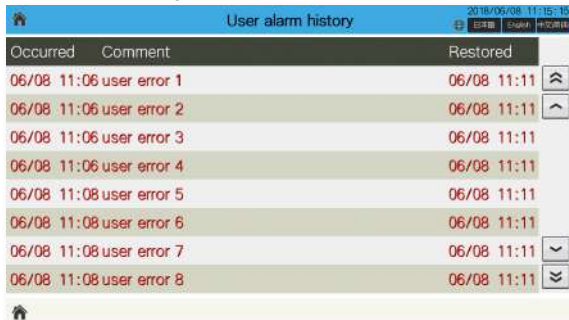 2018/06/08 11:15:15
User alarm history
日本語 English 中文(簡体)
Occurred Comment Restored
06/08 11:06 user error 1 06/08 11:11
06/08 11:06 user error 2 06/08 11:11
06/08 11:06 user error 3 06/08 11:11
06/08 11:06 user error 4 06/08 11:11
06/08 11:08 user error 5 06/08 11:11
06/08 11:08 user error 6 06/08 11:11
06/08 11:08 user error 7 06/08 11:11
06/08 11:08 user error 8 06/08 11:11